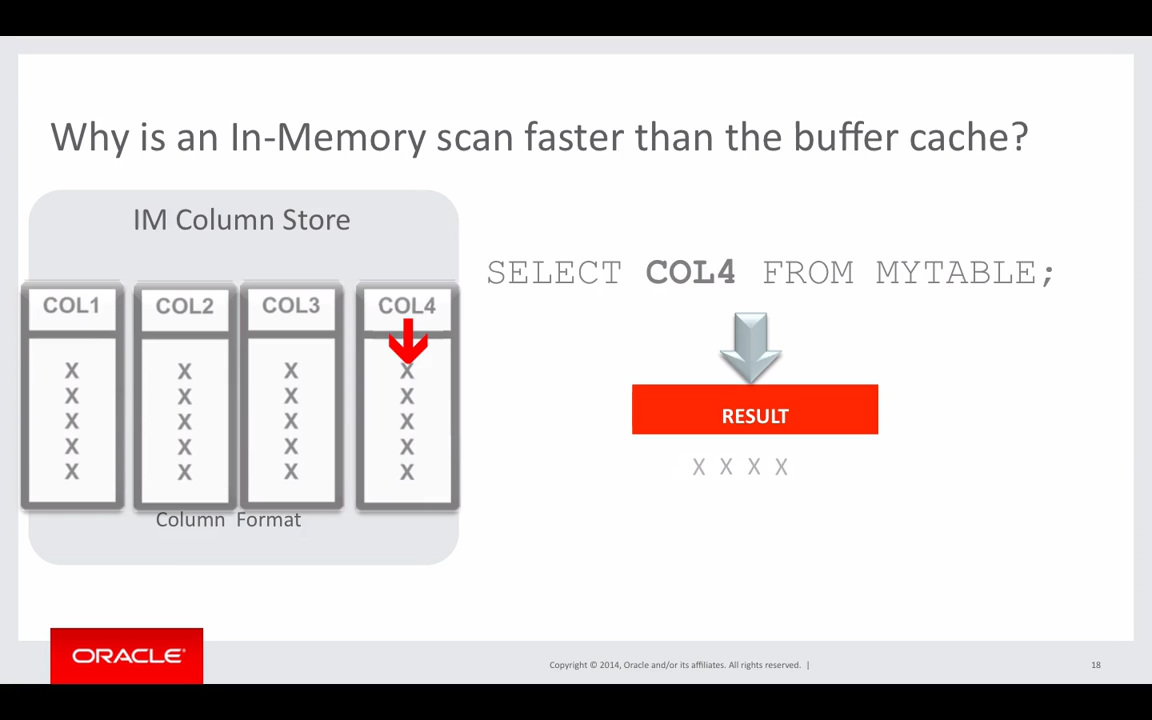 Why is an In-Memory scan faster than the buffer cache?
IM Column Store
SELECT COL4 FROM MYTABLE;
COL1 COL2 COL3 COL4
X X X X
X X X X
X X X X
X X X X
X X X X
Column Format
RESULT
X X X X
ORACLE®
Copyright © 2014, Oracle and/or its affiliates. All rights reserved. |
18